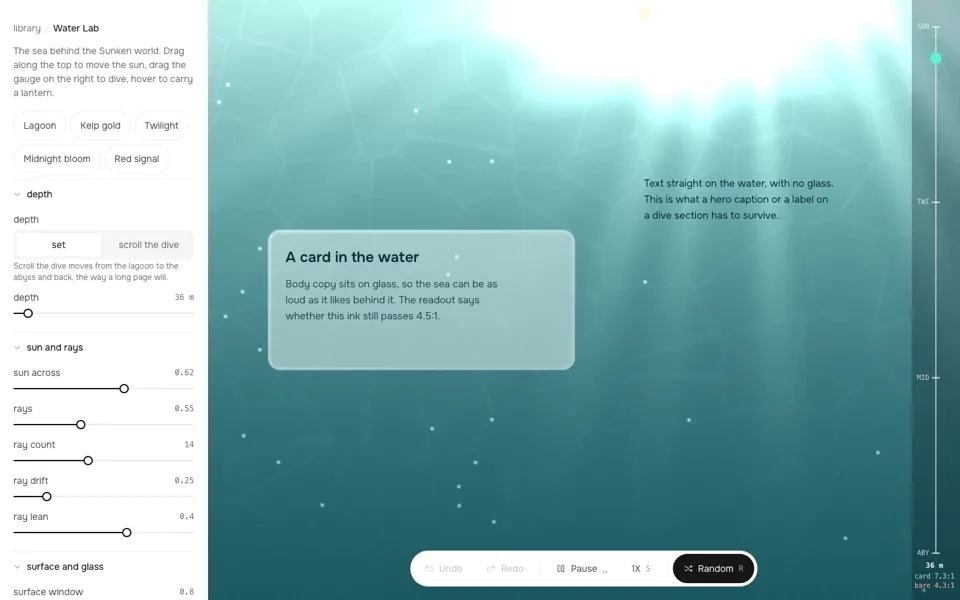 library / Water Lab
The sea behind the Sunken world. Drag
along the top to move the sun, drag the
gauge on the right to dive, hover to carry
a lantern.
Lagoon
Kelp gold
Twilight
Midnight bloom
Red signal
depth
depth
set
scroll the dive
Scroll the dive moves from the lagoon to the
abyss and back, the way a long page will.
depth 36 m
sun and rays
sun across 0.62
rays 0.55
ray count 14
ray drift 0.25
ray lean 0.4
surface and glass
surface window 0.8
A card in the water
Body copy sits on glass, so the sea can be as
loud as it likes behind it. The readout says
whether this ink still passes 4.5:1.
Text straight on the water, with no glass.
This is what a hero caption or a label on
a dive section has to survive.
Undo
Redo
Pause
1X S
Random R
SUN
TWI
MID
ABY
36 m
card 7.3:1
bare 4.3:1